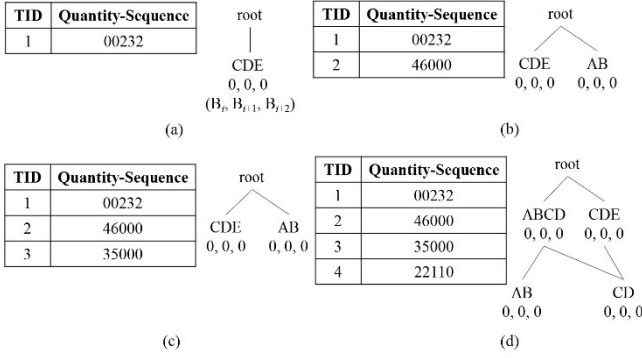 TID Quantity-Sequence
1 00232
root
CDE
0, 0, 0
(Bi, Bi+1, Bi+2)
(a)
TID Quantity-Sequence
1 00232
2 46000
root
CDE AB
0, 0, 0 0, 0, 0
(b)
TID Quantity-Sequence
1 00232
2 46000
3 35000
root
CDE AB
0, 0, 0 0, 0, 0
(c)
TID Quantity-Sequence
1 00232
2 46000
3 35000
4 22110
root
ABCD CDE
0, 0, 0 0, 0, 0
AB CD
0, 0, 0 0, 0, 0
(d)